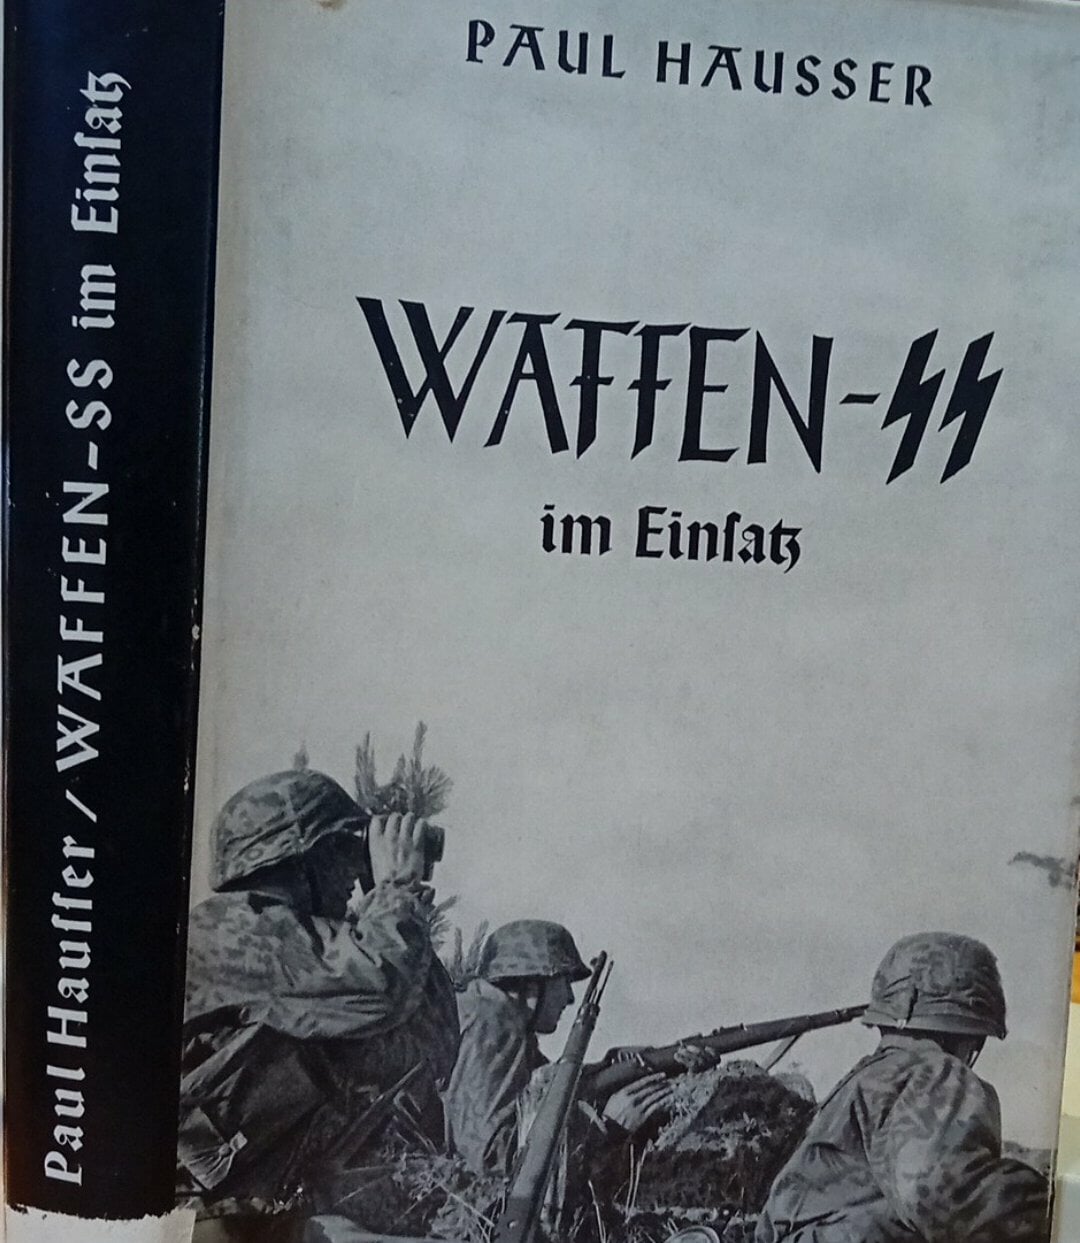 PAUL HAUSSER
WAFFEN-SS
im Einſatz
Paul Hauſſer / WAFFEN-SS im Einſatz